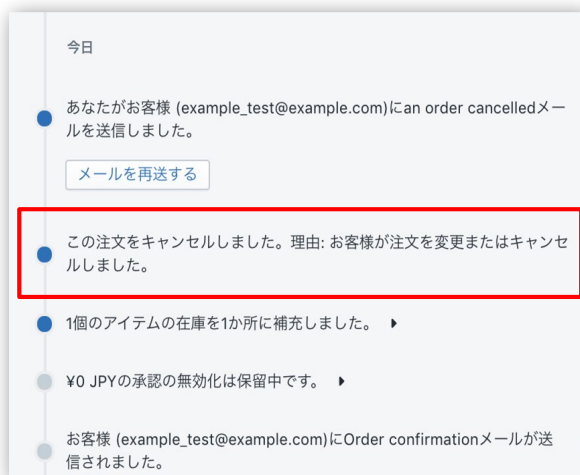 今日
あなたがお客様 (example_test@example.com)にan order cancelledメー
ルを送信しました。
メールを再送する
この注文をキャンセルしました。理由: お客様が注文を変更またはキャンセ
ルしました。
1個のアイテムの在庫を1か所に補充しました。
¥0 JPYの承認の無効化は保留中です。
お客様 (example_test@example.com)にOrder confirmationメールが送
信されました。